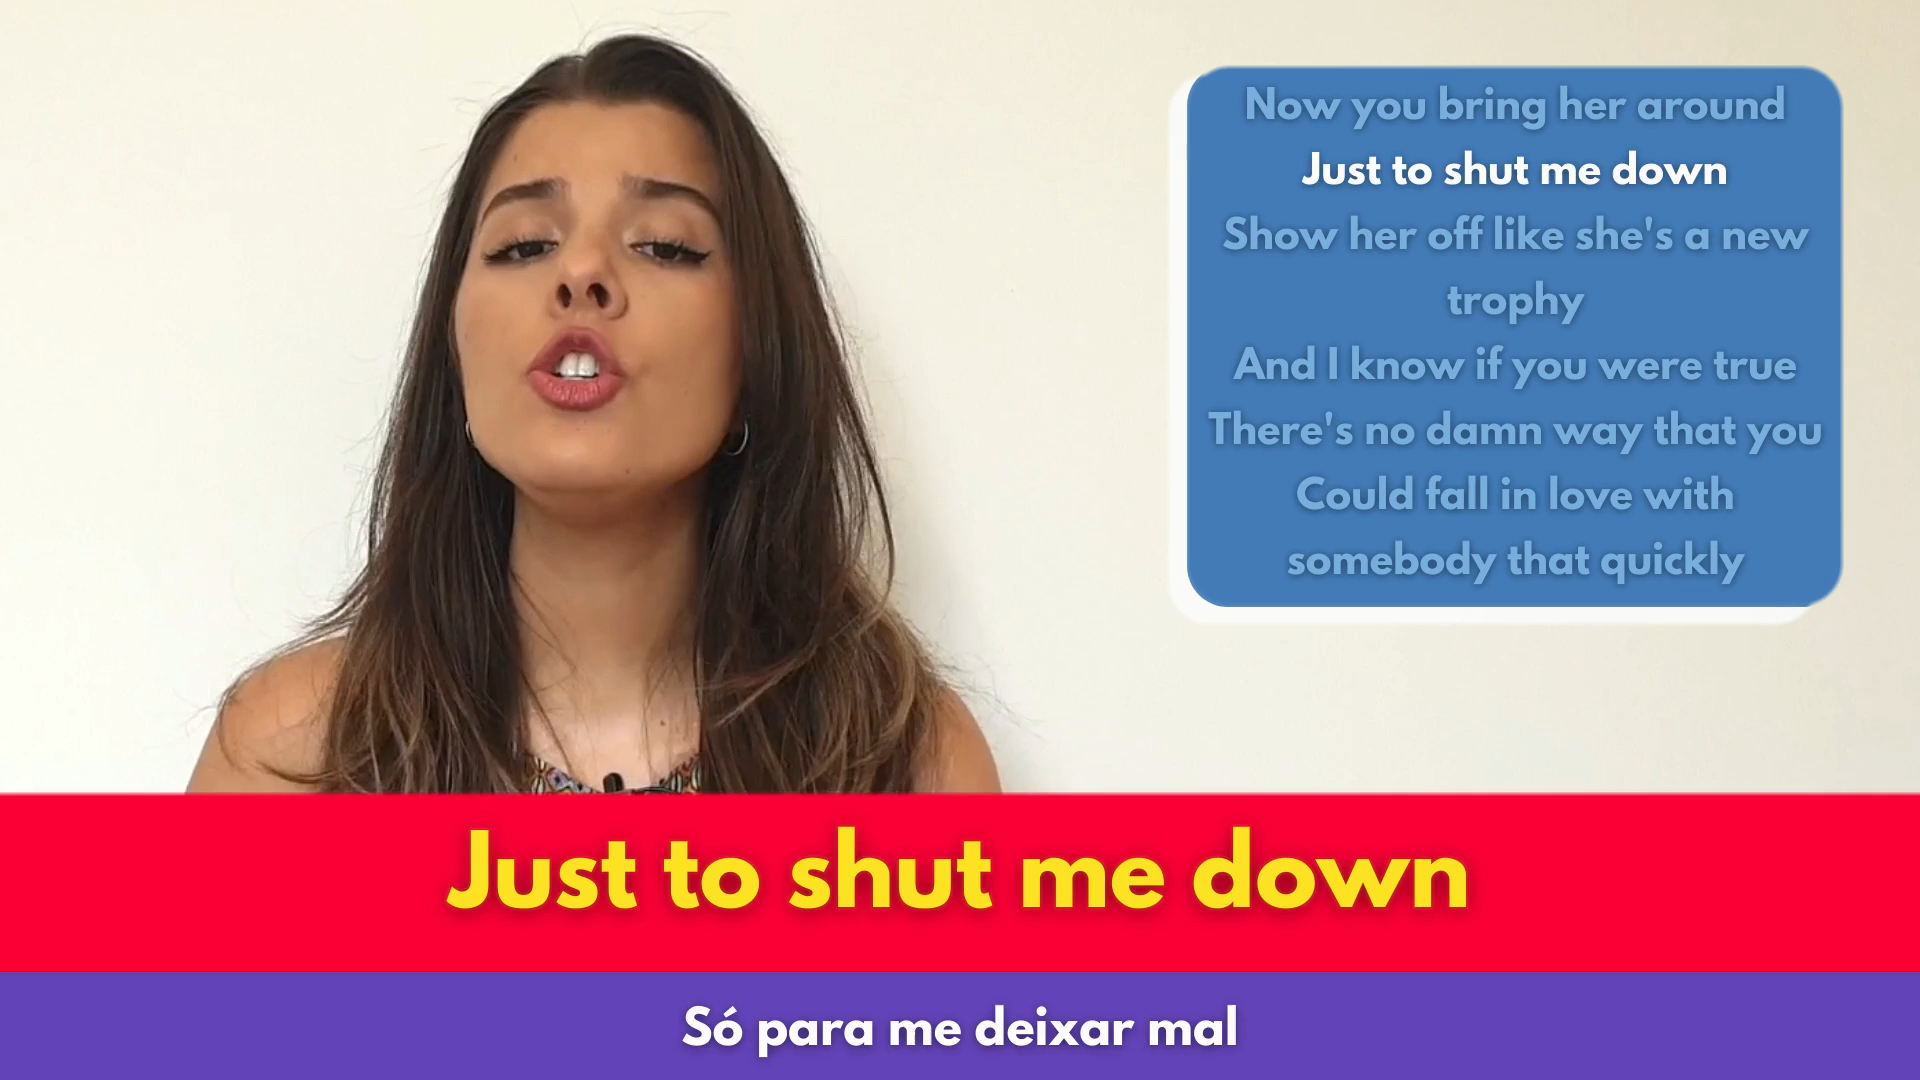 Now you bring her around
Just to shut me down
Show her off like she's a new
trophy
And I know if you were true
There's no damn way that you
Could fall in love with
somebody that quickly
Just to shut me down
Só para me deixar mal